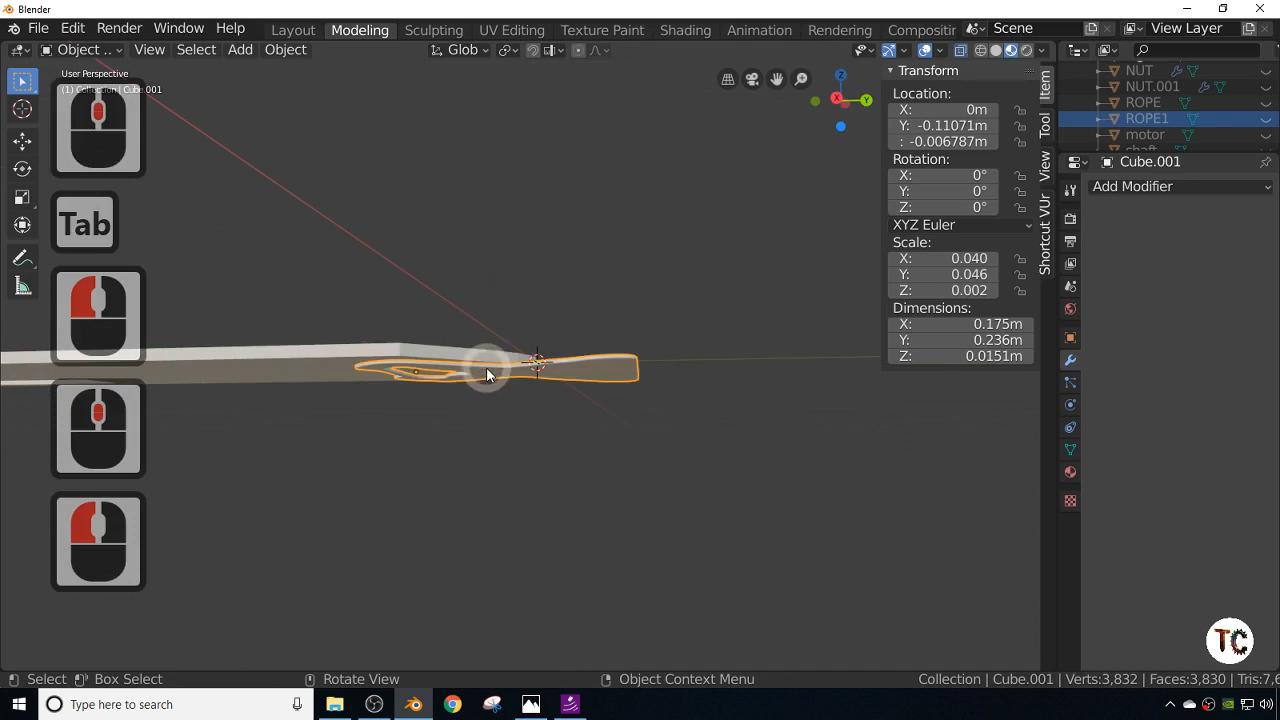 Blender
File Edit Render Window Help
Layout Modeling Sculpting UV Editing Texture Paint Shading Animation Rendering Compositir
Scene
View Layer
Object .. View Select Add Object
Glob
User Perspective
(1) Collection | Cube.001
Tab
X
Y
Z
Transform
Location:
X: 0m
Y: -0.11071m
: -0.006787m
Rotation:
X: 0°
Y: 0°
Z: 0°
XYZ Euler
Scale:
X: 0.040
Y: 0.046
Z: 0.002
Dimensions:
X: 0.175m
Y: 0.236m
Z: 0.0151m
Item
Tool
View
Shortcut VUr
NUT
NUT.001
ROPE
ROPE1
motor
Cube.001
Add Modifier
TC
Select Box Select Rotate View Object Context Menu
Collection | Cube.001 | Verts:3,832 | Faces:3,830 | Tris:7,6
Type here to search